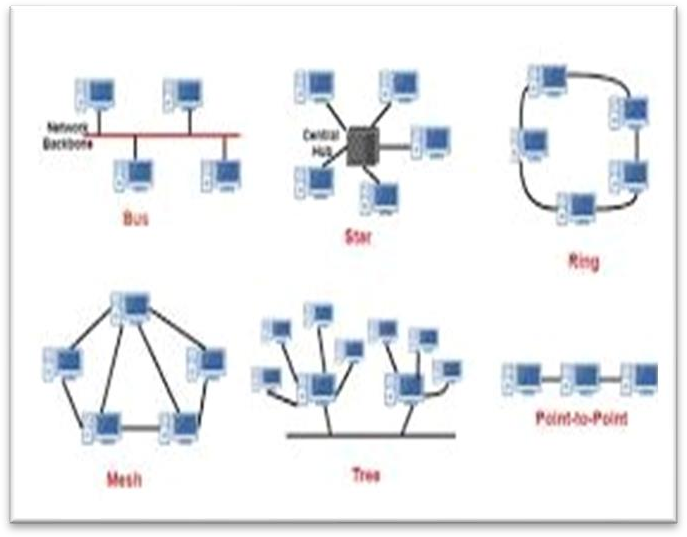 Network
Backbone
Bus
Central
HUB
Star
Ring
Mesh
Tree
Point-to-Point